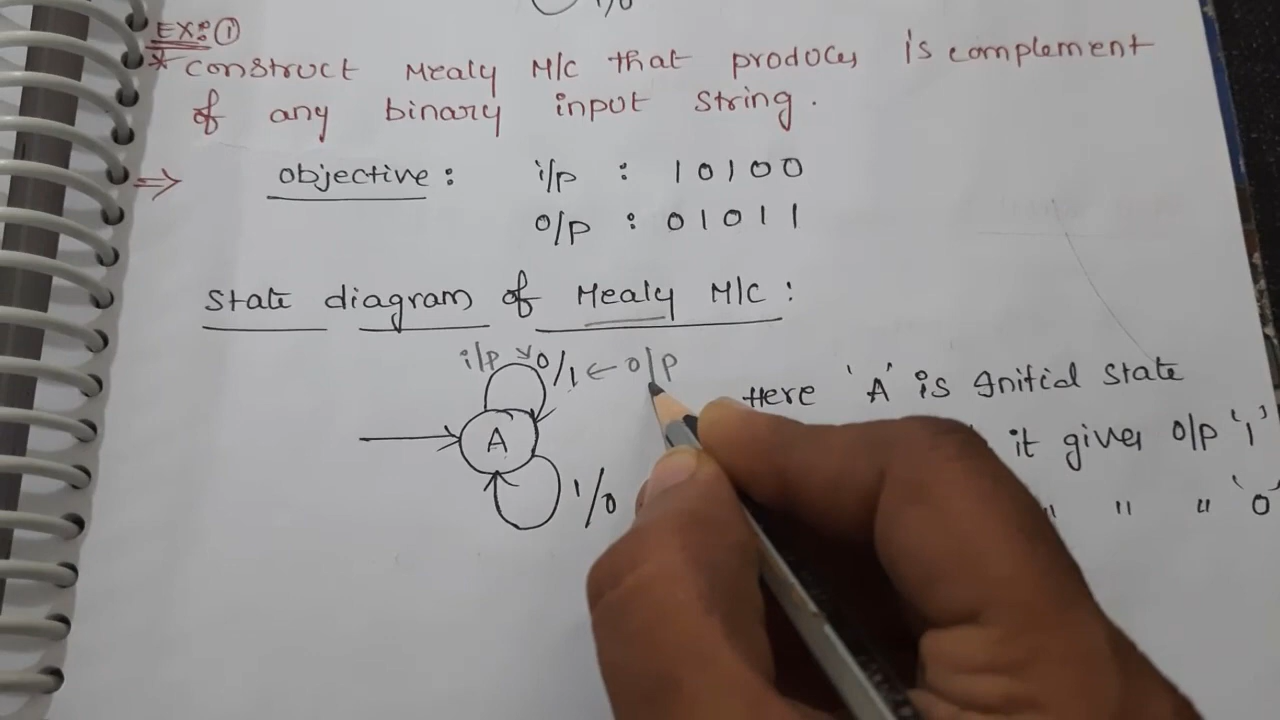 EX: ①
* construct Mealy M/c that produces is complement
of any binary input string.
⇒ objective: i/p : 10100
o/p : 01011
state diagram of Mealy M/c :
i/p 0/1 ← o/p
A
1/0
Here 'A' is Initial state
it gives o/p '1'
" " " '0'